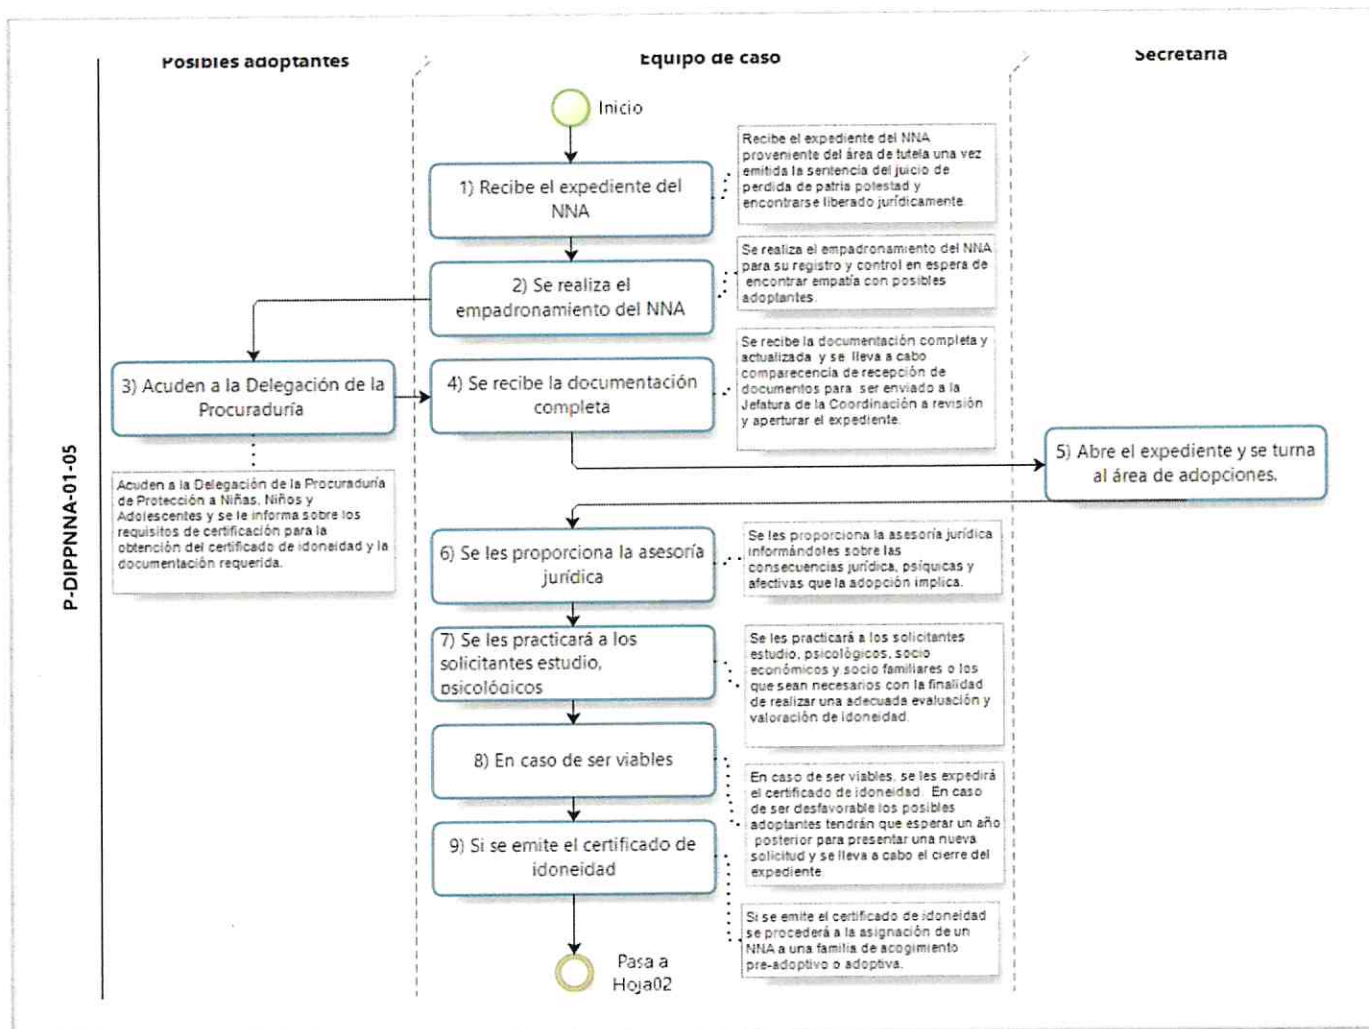 Posibles adoptantes
Equipo de caso
Secretaria
P-DIPPNNA-01-05
Inicio
1) Recibe el expediente del
NNA
Recibe el expediente del NNA
proveniente del área de tutela una vez
emitida la sentencia del juicio de
perdida de patria potestad y
encontrarse liberado jurídicamente.
2) Se realiza el
empadronamiento del NNA
Se realiza el empadronamiento del NNA
para su registro y control en espera de
encontrar empatía con posibles
adoptantes.
3) Acuden a la Delegación de la
Procuraduría
Acuden a la Delegación de la Procuraduría
de Protección a Niñas, Niños y
Adolescentes y se le informa sobre los
requisitos de certificación para la
obtención del certificado de idoneidad y la
documentación requerida.
4) Se recibe la documentación
completa
Se recibe la documentación completa y
actualizada y se lleva a cabo
comparecencia de recepción de
documentos para ser enviado a la
Jefatura de la Coordinación a revisión
y aperturar el expediente.
5) Abre el expediente y se turna
al área de adopciones.
6) Se les proporciona la asesoría
jurídica
Se les proporciona la asesoría jurídica
informándoles sobre las
consecuencias jurídica, psíquicas y
afectivas que la adopción implica.
7) Se les practicará a los
solicitantes estudio,
psicológicos
Se les practicará a los solicitantes
estudio, psicológicos, socio
económicos y socio familiares o los
que sean necesarios con la finalidad
de realizar una adecuada evaluación y
valoración de idoneidad.
8) En caso de ser viables
En caso de ser viables, se les expedirá
el certificado de idoneidad. En caso
de ser desfavorable los posibles
adoptantes tendrán que esperar un año
posterior para presentar una nueva
solicitud y se lleva a cabo el cierre del
expediente.
9) Si se emite el certificado de
idoneidad
Si se emite el certificado de idoneidad
se procederá a la asignación de un
NNA a una familia de acogimiento
pre-adoptivo o adoptiva.
Pasa a
Hoja02